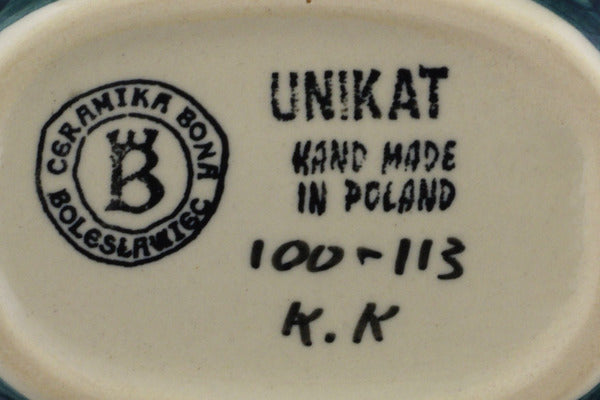 CERAMIKA BONA
B
BOLESŁAWIEC
UNIKAT
HAND MADE
IN POLAND
100-113
K.K